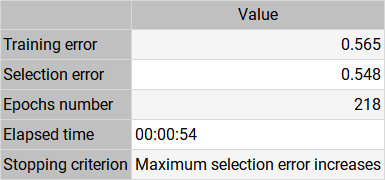 Value
Training error 0.565
Selection error 0.548
Epochs number 218
Elapsed time 00:00:54
Stopping criterion Maximum selection error increases